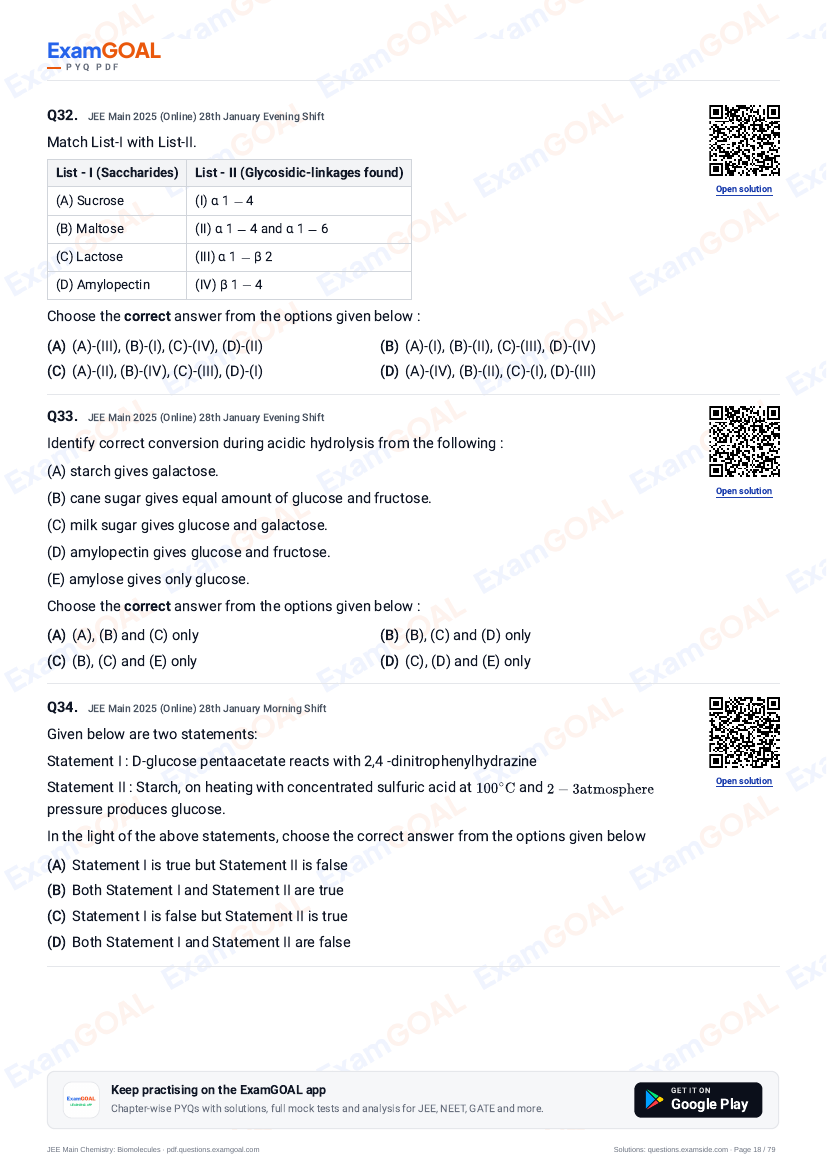 ExamGOAL
PYQ PDF
Q32. JEE Main 2025 (Online) 28th January Evening Shift
Match List-I with List-II.
List - I (Saccharides) List - II (Glycosidic-linkages found)
(A) Sucrose (I) α 1 − 4
(B) Maltose (II) α 1 − 4 and α 1 − 6
(C) Lactose (III) α 1 − β 2
(D) Amylopectin (IV) β 1 − 4
Choose the correct answer from the options given below :
(A) (A)-(III), (B)-(I), (C)-(IV), (D)-(II) (B) (A)-(I), (B)-(II), (C)-(III), (D)-(IV)
(C) (A)-(II), (B)-(IV), (C)-(III), (D)-(I) (D) (A)-(IV), (B)-(II), (C)-(I), (D)-(III)
Open solution
Q33. JEE Main 2025 (Online) 28th January Evening Shift
Identify correct conversion during acidic hydrolysis from the following :
(A) starch gives galactose.
(B) cane sugar gives equal amount of glucose and fructose.
(C) milk sugar gives glucose and galactose.
(D) amylopectin gives glucose and fructose.
(E) amylose gives only glucose.
Choose the correct answer from the options given below :
(A) (A), (B) and (C) only (B) (B), (C) and (D) only
(C) (B), (C) and (E) only (D) (C), (D) and (E) only
Open solution
Q34. JEE Main 2025 (Online) 28th January Morning Shift
Given below are two statements:
Statement I : D-glucose pentaacetate reacts with 2,4 -dinitrophenylhydrazine
Statement II : Starch, on heating with concentrated sulfuric acid at 100°C and 2 − 3atmosphere
pressure produces glucose.
In the light of the above statements, choose the correct answer from the options given below
(A) Statement I is true but Statement II is false
(B) Both Statement I and Statement II are true
(C) Statement I is false but Statement II is true
(D) Both Statement I and Statement II are false
Open solution
Keep practising on the ExamGOAL app
Chapter-wise PYQs with solutions, full mock tests and analysis for JEE, NEET, GATE and more.
GET IT ON
Google Play
JEE Main Chemistry: Biomolecules · pdf.questions.examgoal.com
Solutions: questions.examside.com · Page 18 / 79